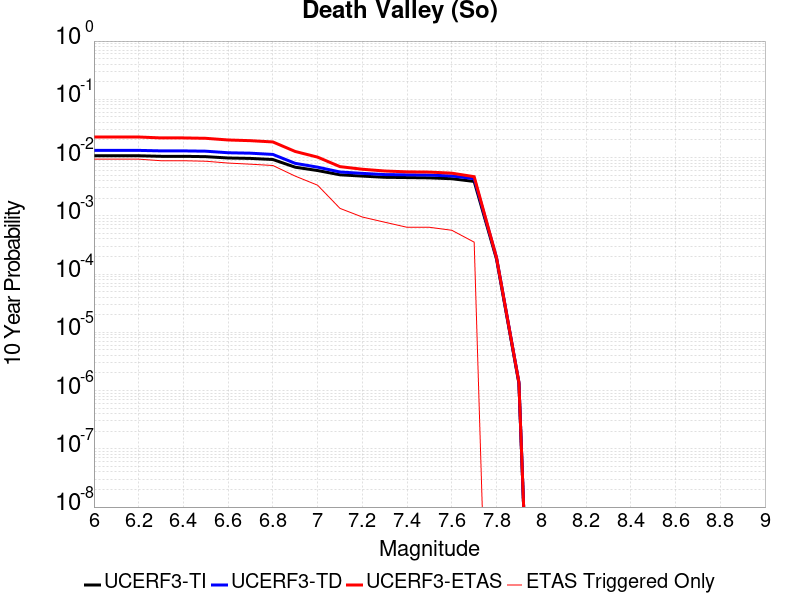 Death Valley (So)
10^0
10^-1
10^-2
10^-3
10^-4
10^-5
10^-6
10^-7
10^-8
10 Year Probability
6 6.2 6.4 6.6 6.8 7 7.2 7.4 7.6 7.8 8 8.2 8.4 8.6 8.8 9
Magnitude
UCERF3-TI UCERF3-TD UCERF3-ETAS ETAS Triggered Only